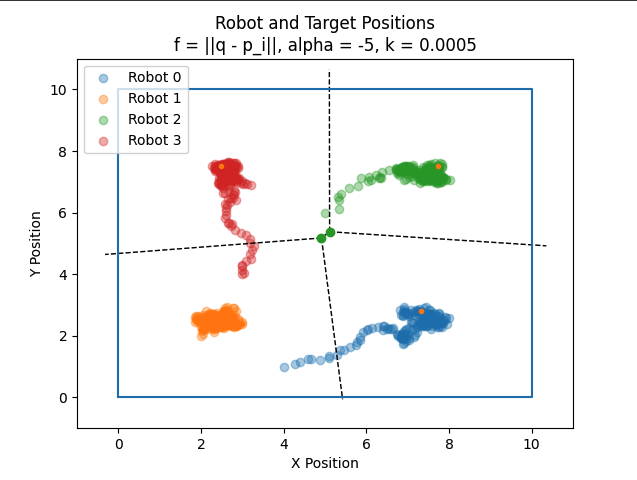 Robot and Target Positions
f = ||q - p_i||, alpha = -5, k = 0.0005
Robot 0
Robot 1
Robot 2
Robot 3
10
8
6
4
2
0
Y Position
0 2 4 6 8 10
X Position